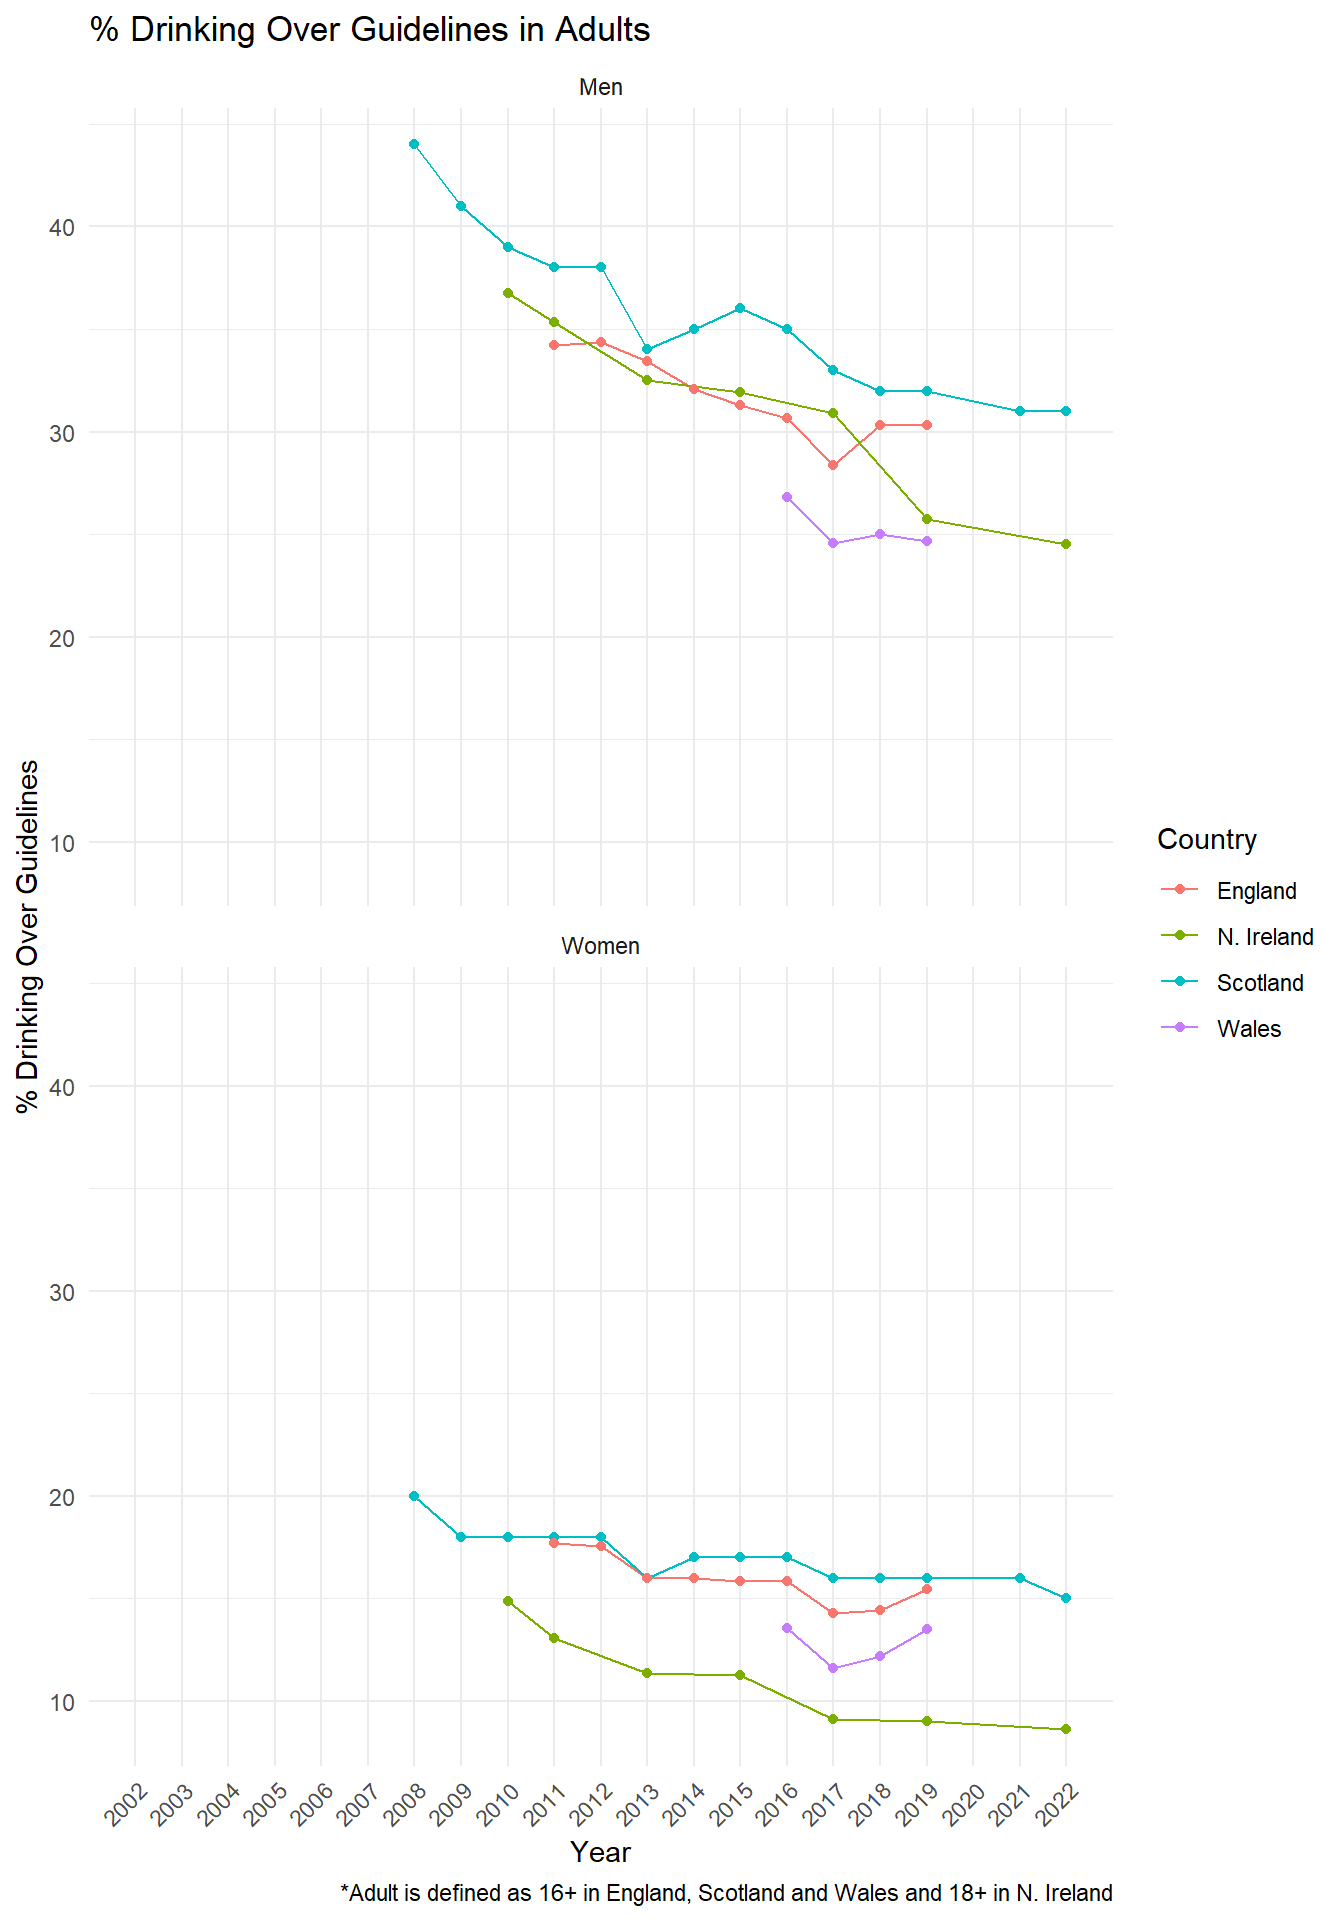 % Drinking Over Guidelines in Adults
Men
40
30
20
10
% Drinking Over Guidelines
Women
40
30
20
10
2002 2003 2004 2005 2006 2007 2008 2009 2010 2011 2012 2013 2014 2015 2016 2017 2018 2019 2020 2021 2022
Year
*Adult is defined as 16+ in England, Scotland and Wales and 18+ in N. Ireland
Country
England
N. Ireland
Scotland
Wales